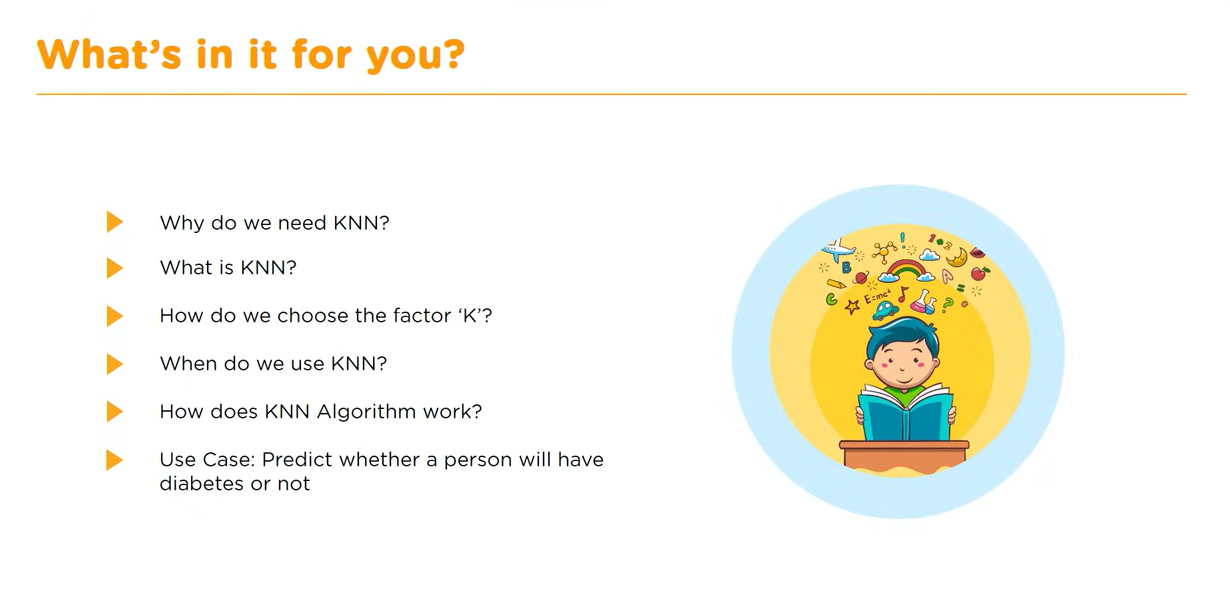 What's in it for you?
Why do we need KNN?
What is KNN?
How do we choose the factor ‘K’?
When do we use KNN?
How does KNN Algorithm work?
Use Case: Predict whether a person will have
diabetes or not
E=mc²